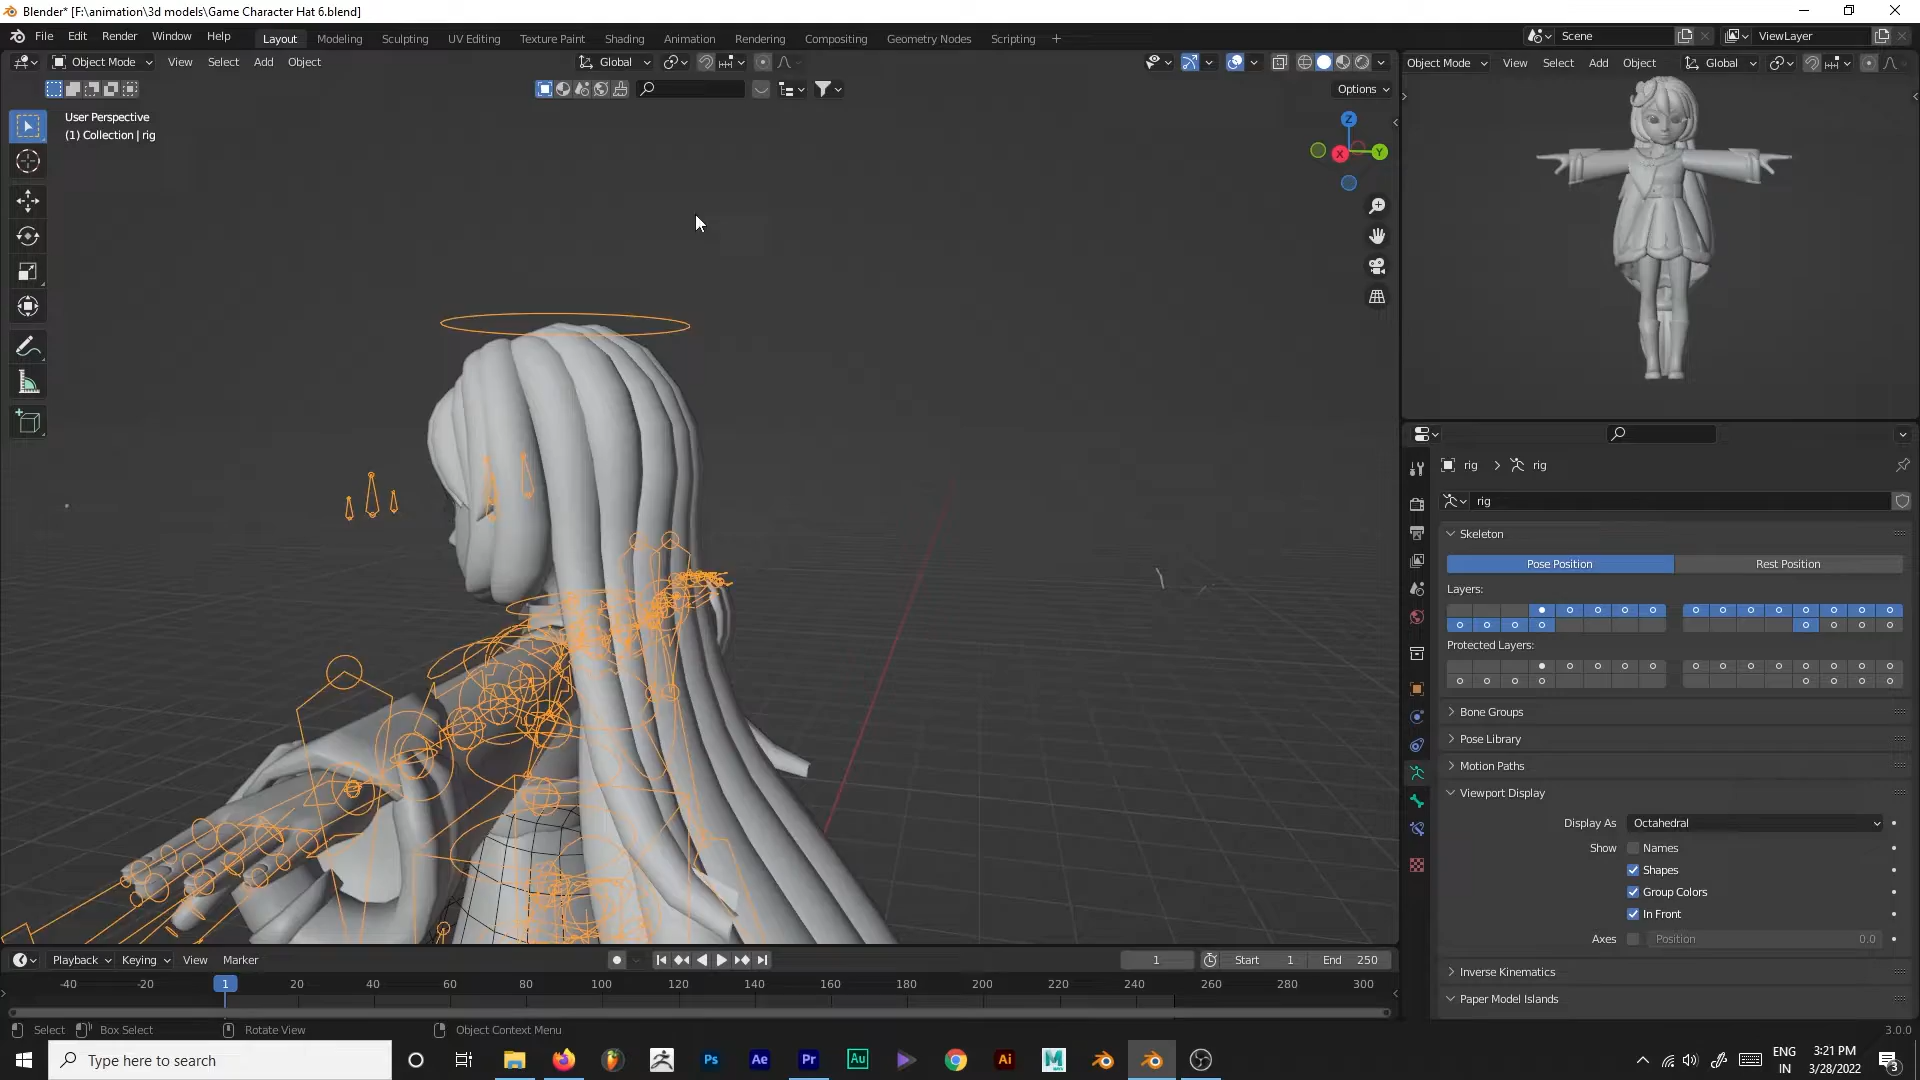 Blender* [F:\animation\3d models\Game Character Hat 6.blend]
File Edit Render Window Help Layout Modeling Sculpting UV Editing Texture Paint Shading Animation Rendering Compositing Geometry Nodes Scripting Scene ViewLayer
Object Mode View Select Add Object Global
Object Mode View Select Add Object Global
Options
User Perspective
(1) Collection | rig
Z
X
Y
rig rig
rig
Skeleton
Pose Position Rest Position
Layers:
Protected Layers:
Bone Groups
Pose Library
Motion Paths
Viewport Display
Display As Octahedral
Show Names
Shapes
Group Colors
In Front
Axes Position 0.0
Inverse Kinematics
Paper Model Islands
Playback Keying View Marker 1 Start 1 End 250
-40 -20 1 20 40 60 80 100 120 140 160 180 200 220 240 260 280 300
Select Box Select Rotate View Object Context Menu 3.0.0
Type here to search
Ps Ae Pr Au Ai M
ENG
IN
3:21 PM
3/28/2022
3